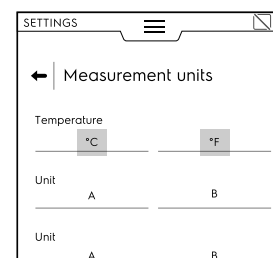 SETTINGS
Measurement units
Temperature
°C °F
Unit
A B
Unit
A B